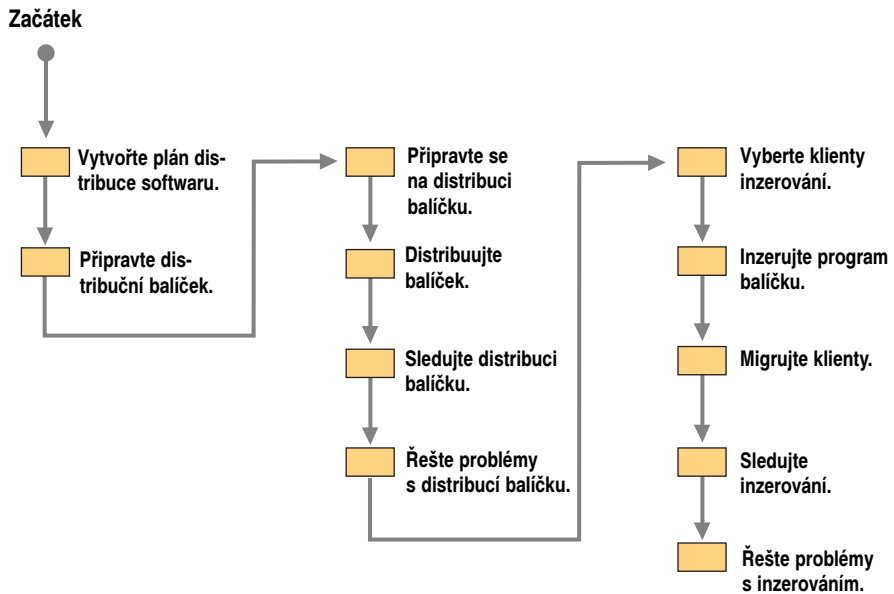 Začátek
Vytvořte plán dis-
tribuce softwaru.
Připravte dis-
tribuční balíček.
Připravte se
na distribuci
balíčku.
Distribuujte
balíček.
Sledujte distribuci
balíčku.
Řešte problémy
s distribucí balíčku.
Vyberte klienty
inzerování.
Inzerujte program
balíčku.
Migrujte klienty.
Sledujte
inzerování.
Řešte problémy
s inzerováním.